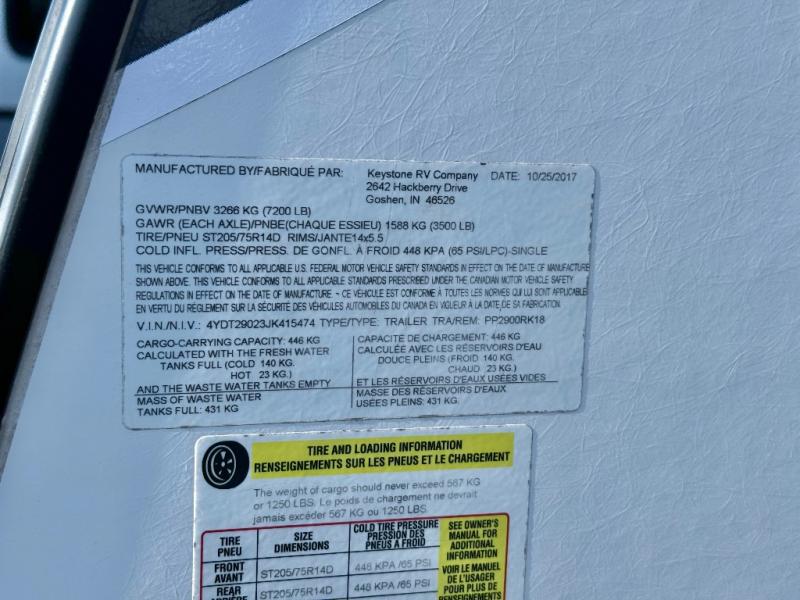 MANUFACTURED BY/FABRIQUÉ PAR: Keystone RV Company DATE: 10/25/2017
2642 Hackberry Drive
Goshen, IN 46526
GVWR/PNBV 3266 KG (7200 LB)
GAWR (EACH AXLE)/PNBE(CHAQUE ESSIEU) 1588 KG (3500 LB)
TIRE/PNEU ST205/75R14D RIMS/JANTE14x5.5
COLD INFL. PRESS/PRESS. DE GONFL. À FROID 448 KPA (65 PSI/LPC)-SINGLE
THIS VEHICLE CONFORMS TO ALL APPLICABLE U.S. FEDERAL MOTOR VEHICLE SAFETY STANDARDS IN EFFECT ON THE DATE OF MANUFACTURE
SHOWN ABOVE. THIS VEHICLE CONFORMS TO ALL APPLICABLE STANDARDS PRESCRIBED UNDER THE CANADIAN MOTOR VEHICLE SAFETY
REGULATIONS IN EFFECT ON THE DATE OF MANUFACTURE. ~ CE VÉHICULE EST CONFORME À TOUTES LES NORMES QUI LUI SONT APPLICABLE
EN VERTU DU RÈGLEMENT SUR LA SÉCURITÉ DES VÉHICULES AUTOMOBILES DU CANADA EN VIGUEUR À LA DATE DE SA FABRICATION.
V.I.N./N.I.V.: 4YDT29023JK415474 TYPE/TYPE: TRAILER TRA/REM: PP2900RK18
CARGO-CARRYING CAPACITY: 446 KG
CALCULATED WITH THE FRESH WATER
TANKS FULL (COLD 140 KG.
HOT 23 KG.)
AND THE WASTE WATER TANKS EMPTY
MASS OF WASTE WATER
TANKS FULL: 431 KG
CAPACITÉ DE CHARGEMENT: 446 KG
CALCULÉE AVEC LES RÉSERVOIRS D'EAU
DOUCE PLEINS (FROID 140 KG.
CHAUD 23 KG.)
ET LES RÉSERVOIRS D'EAUX USÉES VIDES
MASSE DES RÉSERVOIRS D'EAUX
USÉES PLEINS: 431 KG.
TIRE AND LOADING INFORMATION
RENSEIGNEMENTS SUR LES PNEUS ET LE CHARGEMENT
The weight of cargo should never exceed 567 KG
or 1250 LBS. Le poids de chargement ne devrait
jamais excéder 567 KG ou 1250 LBS.
TIRE
PNEU
SIZE
DIMENSIONS
COLD TIRE PRESSURE
PRESSION DES
PNEUS A FROID
FRONT
AVANT
ST205/75R14D
448 KPA /65 PSI
REAR
ARRIÈRE
ST205/75R14D
448 KPA /65 PSI
SEE OWNER'S
MANUAL FOR
ADDITIONAL
INFORMATION
VOIR LE MANUEL
DE L'USAGER
POUR PLUS DE
RENSEIGNEMENTS